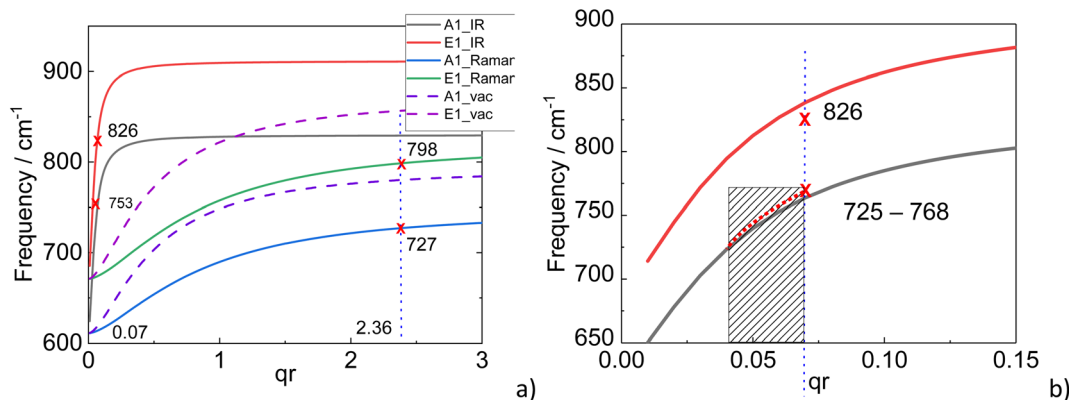 900
800
700
600
Frequency / cm⁻¹
0
1
2
3
qr
A1_IR
E1_IR
A1_Raman
E1_Raman
A1_vac
E1_vac
826
753
798
727
0.07
2.36
a)
900
850
800
750
700
650
Frequency / cm⁻¹
0.00
0.05
0.10
0.15
qr
826
725 – 768
b)